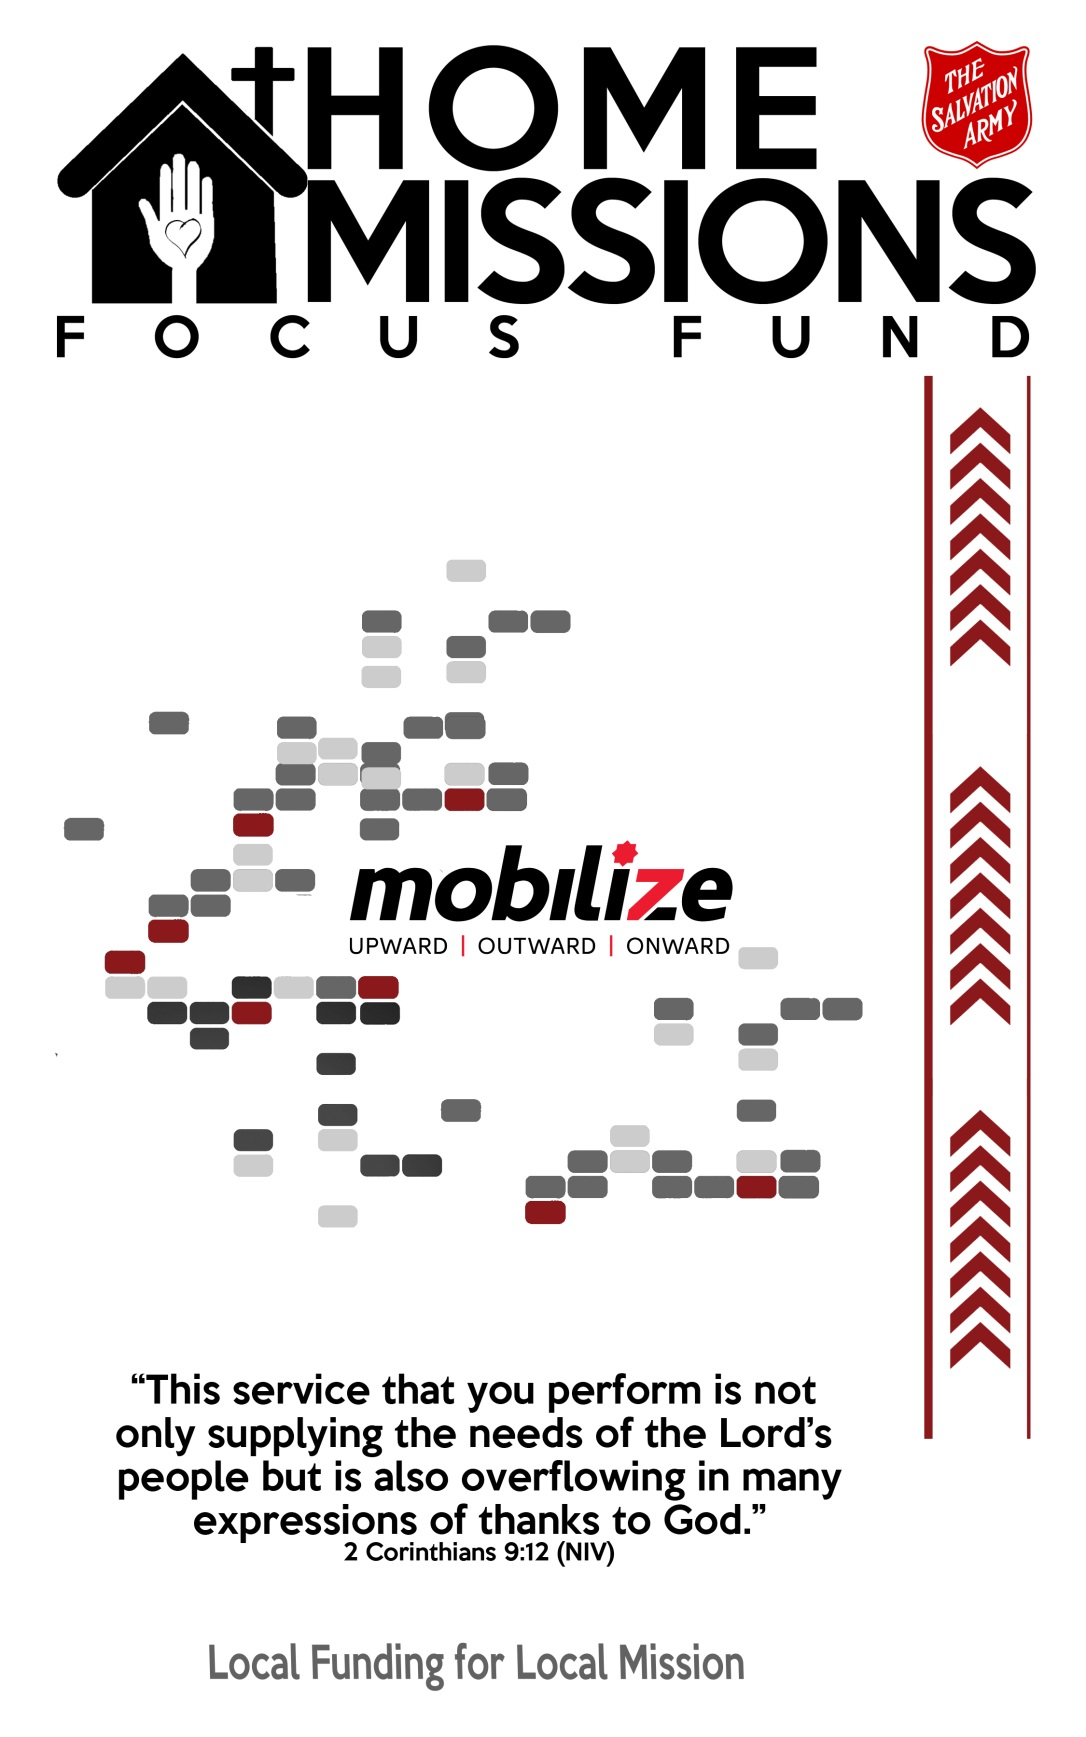 HOME
THE
SALVATION
ARMY
MISSIONS
FOCUS FUND
mobilize
UPWARD | OUTWARD | ONWARD
“This service that you perform is not
only supplying the needs of the Lord’s
people but is also overflowing in many
expressions of thanks to God.”
2 Corinthians 9:12 (NIV)
Local Funding for Local Mission